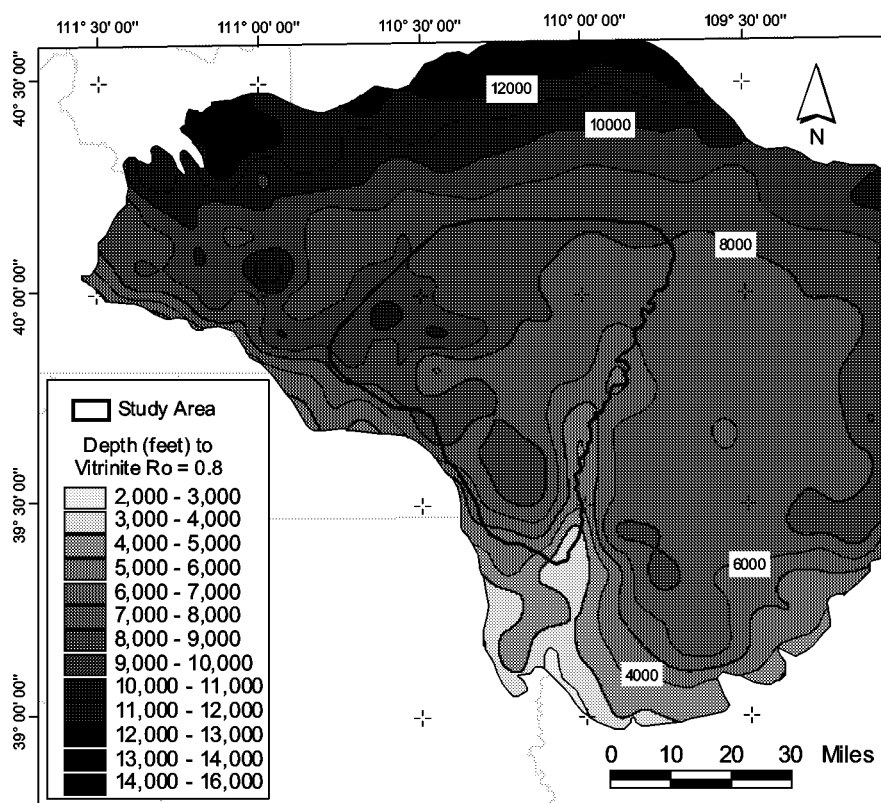 111° 30' 00" 111° 00' 00" 110° 30' 00" 110° 00' 00" 109° 30' 00"
40° 30' 00"
12000
10000
N
8000
40° 00' 00"
Study Area
Depth (feet) to
Vitrinite Ro = 0.8
2,000 - 3,000
3,000 - 4,000
4,000 - 5,000
5,000 - 6,000
6,000 - 7,000
7,000 - 8,000
8,000 - 9,000
9,000 - 10,000
10,000 - 11,000
11,000 - 12,000
12,000 - 13,000
13,000 - 14,000
14,000 - 16,000
39° 30' 00"
6000
4000
39° 00' 00"
0 10 20 30 Miles